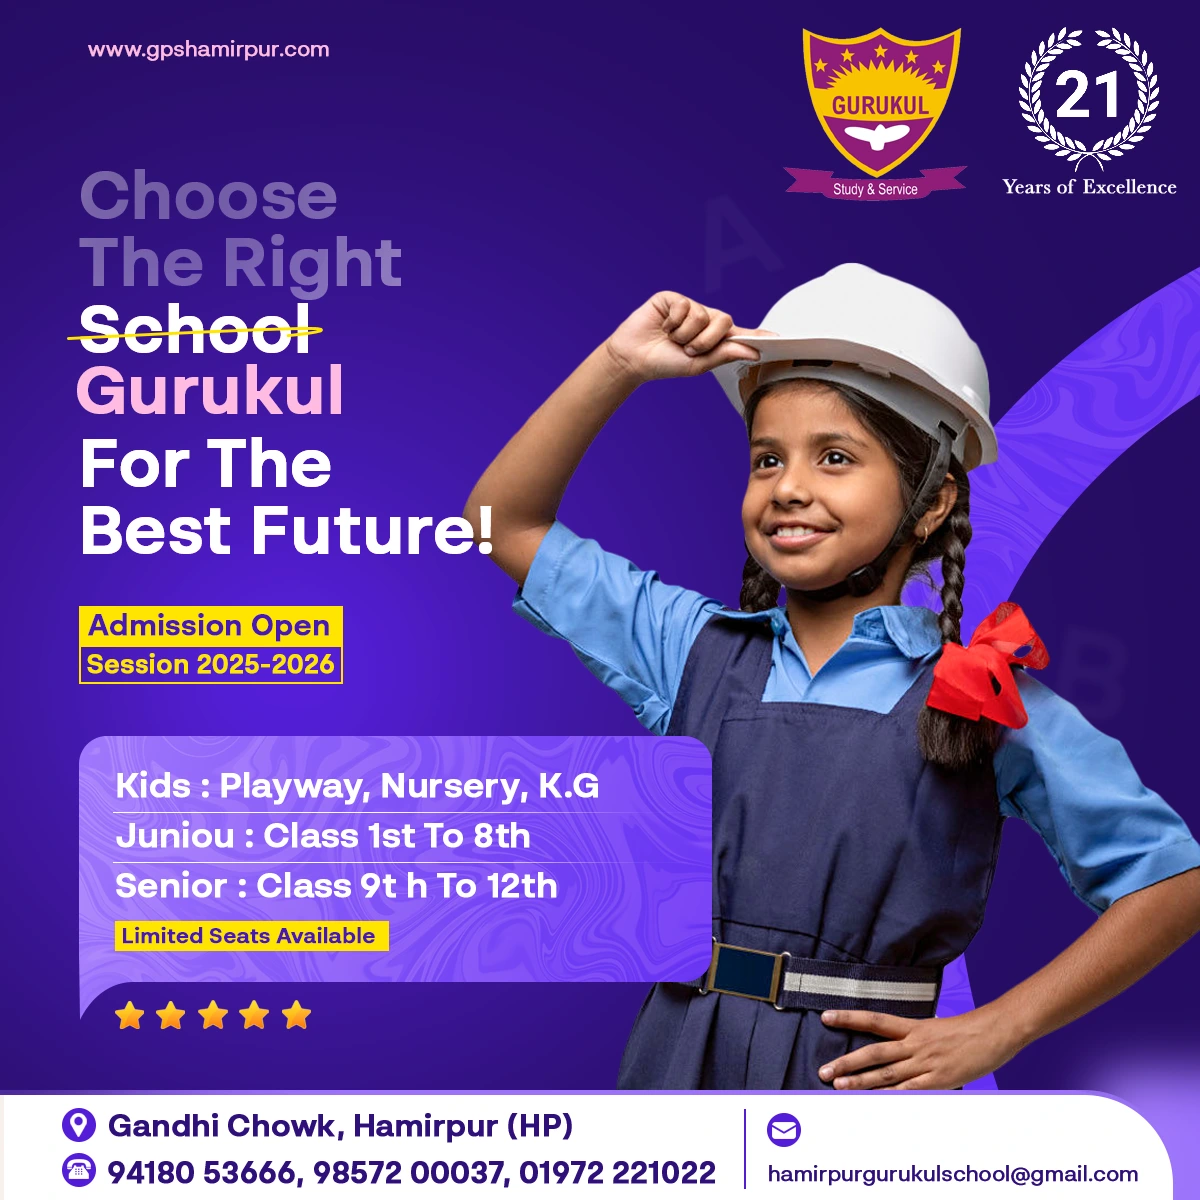 www.gpshamirpur.com
GURUKUL
Study & Service
21
Years of Excellence
Choose
The Right
School
Gurukul
For The
Best Future!
Admission Open
Session 2025-2026
Kids : Playway, Nursery, K.G
Juniou : Class 1st To 8th
Senior : Class 9t h To 12th
Limited Seats Available
Gandhi Chowk, Hamirpur (HP)
94180 53666, 98572 00037, 01972 221022
hamirpurgurukulschool@gmail.com
A
B